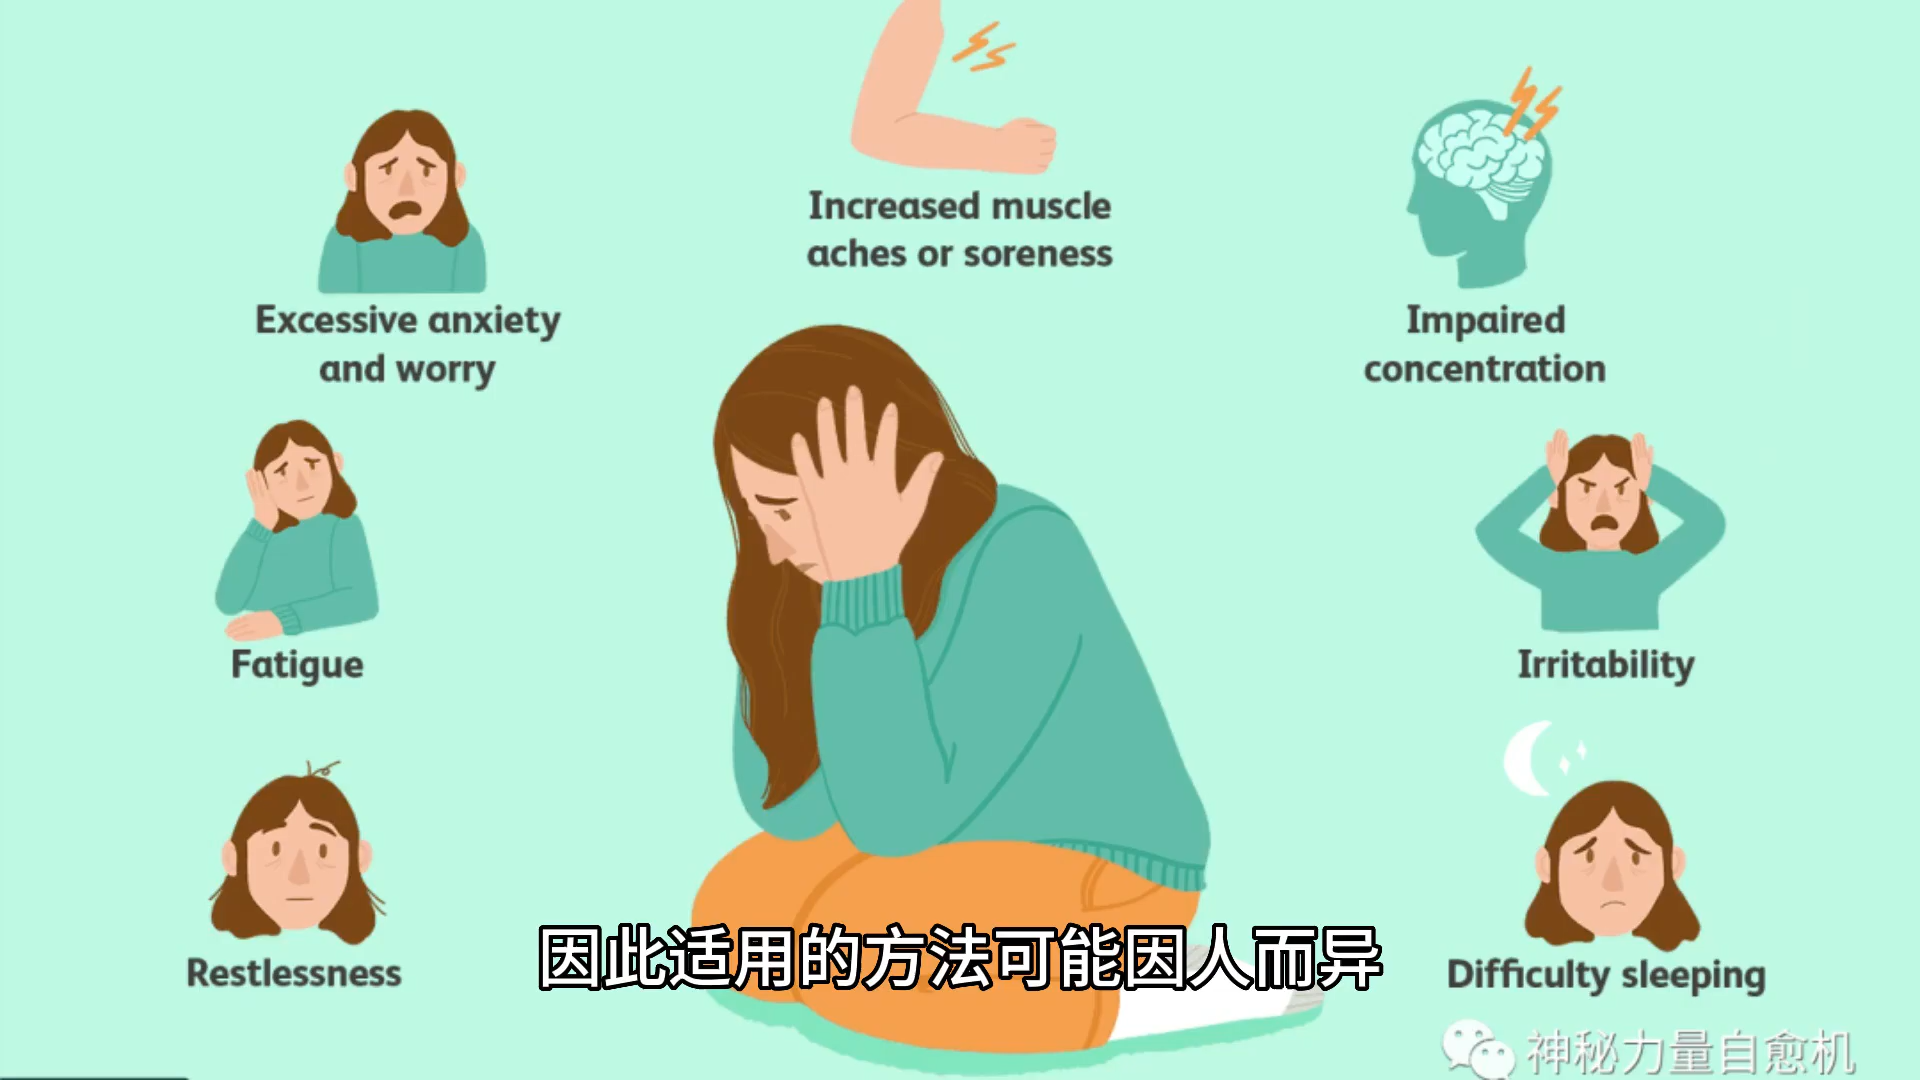 Increased muscle
aches or soreness
Excessive anxiety
and worry
Impaired
concentration
Fatigue
Irritability
Restlessness
Difficulty sleeping
因此适用的方法可能因人而异
神秘力量自愈机